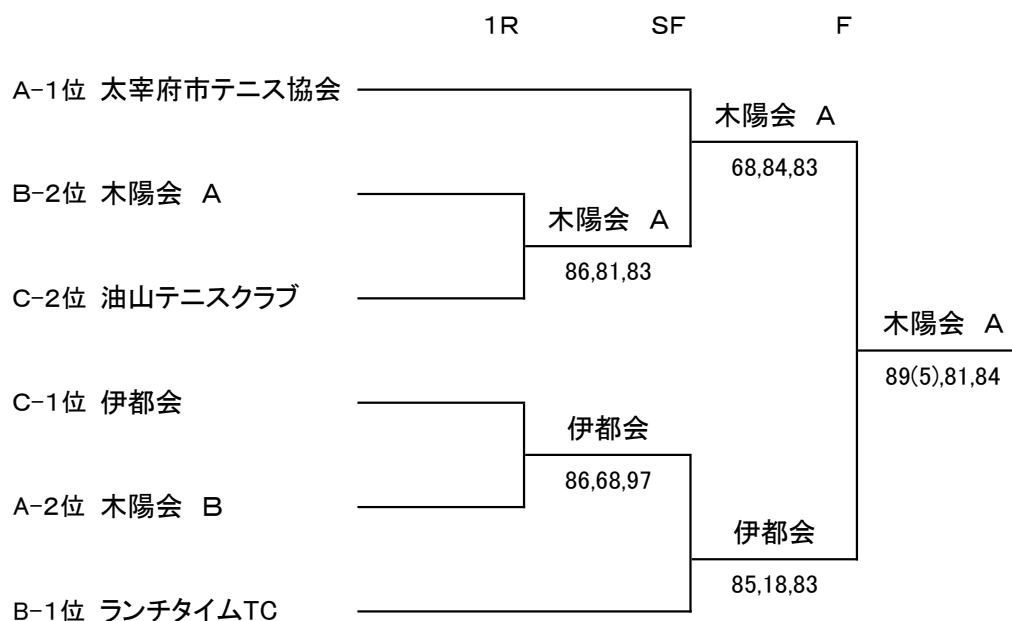 1R SF F
A-1位 太宰府市テニス協会
木陽会 A
68,84,83
B-2位 木陽会 A
木陽会 A
86,81,83
C-2位 油山テニスクラブ
木陽会 A
89(5),81,84
C-1位 伊都会
伊都会
86,68,97
A-2位 木陽会 B
伊都会
85,18,83
B-1位 ランチタイムTC